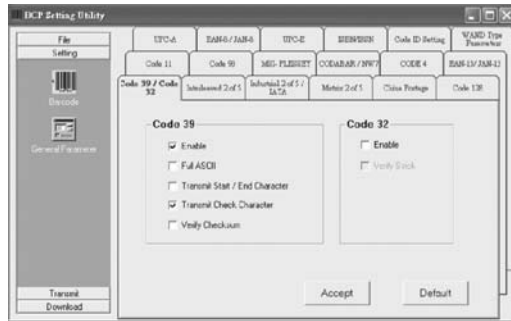 DCP Setting Utility
File
Setting
Barcode
General Parameter
Transmit
Download
UPC-A
EAN-8 / JAN-8
UPC-E
ISBN/ISSN
Code ID Setting
WAND Type
Parameter
Code 11
Code 93
MSI- PLESSEY
CODABAR / NW7
CODE 4
EAN-13/ JAN-13
Code 39 / Code
32
Interleaved 2 of 5
Industrial 2 of 5 /
IATA
Matrix 2 of 5
China Postage
Code 128
Code 39
Enable
Full ASCII
Transmit Start / End Character
Transmit Check Character
Verify Checksum
Code 32
Enable
Accept
Default